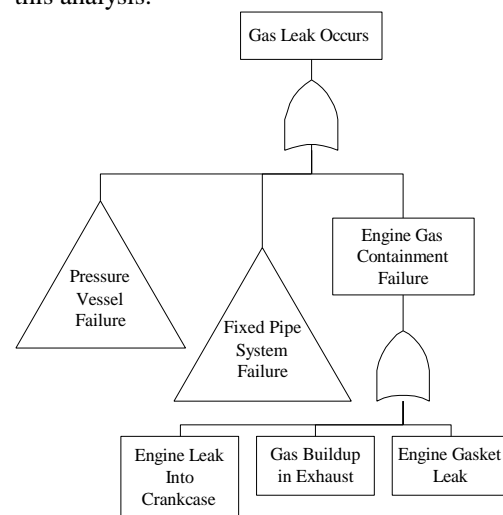 this analysis.
Gas Leak Occurs
Pressure
Vessel
Failure
Fixed Pipe
System
Failure
Engine Gas
Containment
Failure
Engine Leak
Into
Crankcase
Gas Buildup
in Exhaust
Engine Gasket
Leak